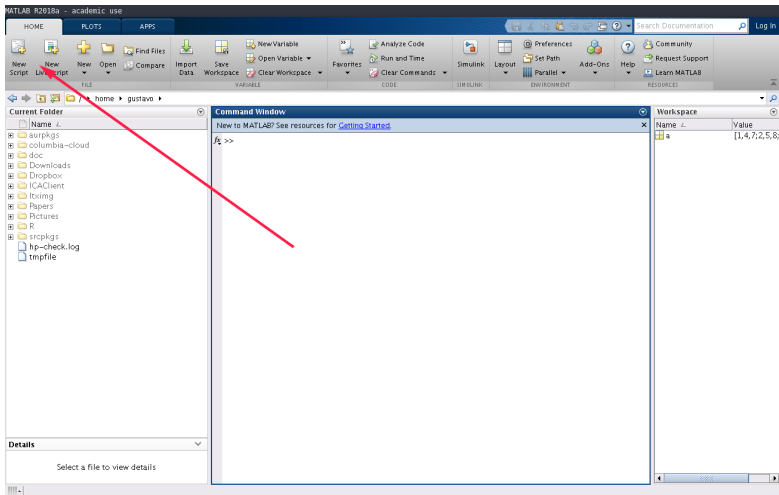 MATLAB R2018a - academic use
HOME PLOTS APPS Search Documentation Log In
New Script
New Live Script
New
Open
Find Files
Compare
Import Data
Save Workspace
New Variable
Open Variable
Clear Workspace
Favorites
Analyze Code
Run and Time
Clear Commands
Simulink
Layout
Preferences
Set Path
Parallel
Add-Ons
Help
Community
Request Support
Learn MATLAB
FILE VARIABLE CODE SIMULINK ENVIRONMENT RESOURCES
/ home gustavo
Current Folder
Name
aurpkgs
columbia-cloud
doc
Downloads
Dropbox
ICAClient
ltximg
Papers
Pictures
R
srcpkgs
hp-check.log
tmpfile
Details
Select a file to view details
Command Window
New to MATLAB? See resources for Getting Started.
fx >>
Workspace
Name Value
a [1,4,7;2,5,8;